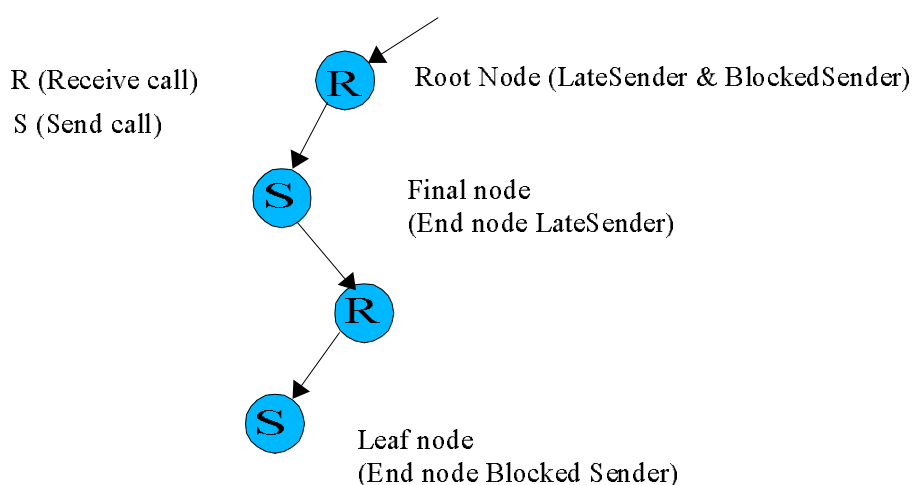 R (Receive call)
S (Send call)
R
Root Node (LateSender & BlockedSender)
S
Final node
(End node LateSender)
R
S
Leaf node
(End node Blocked Sender)